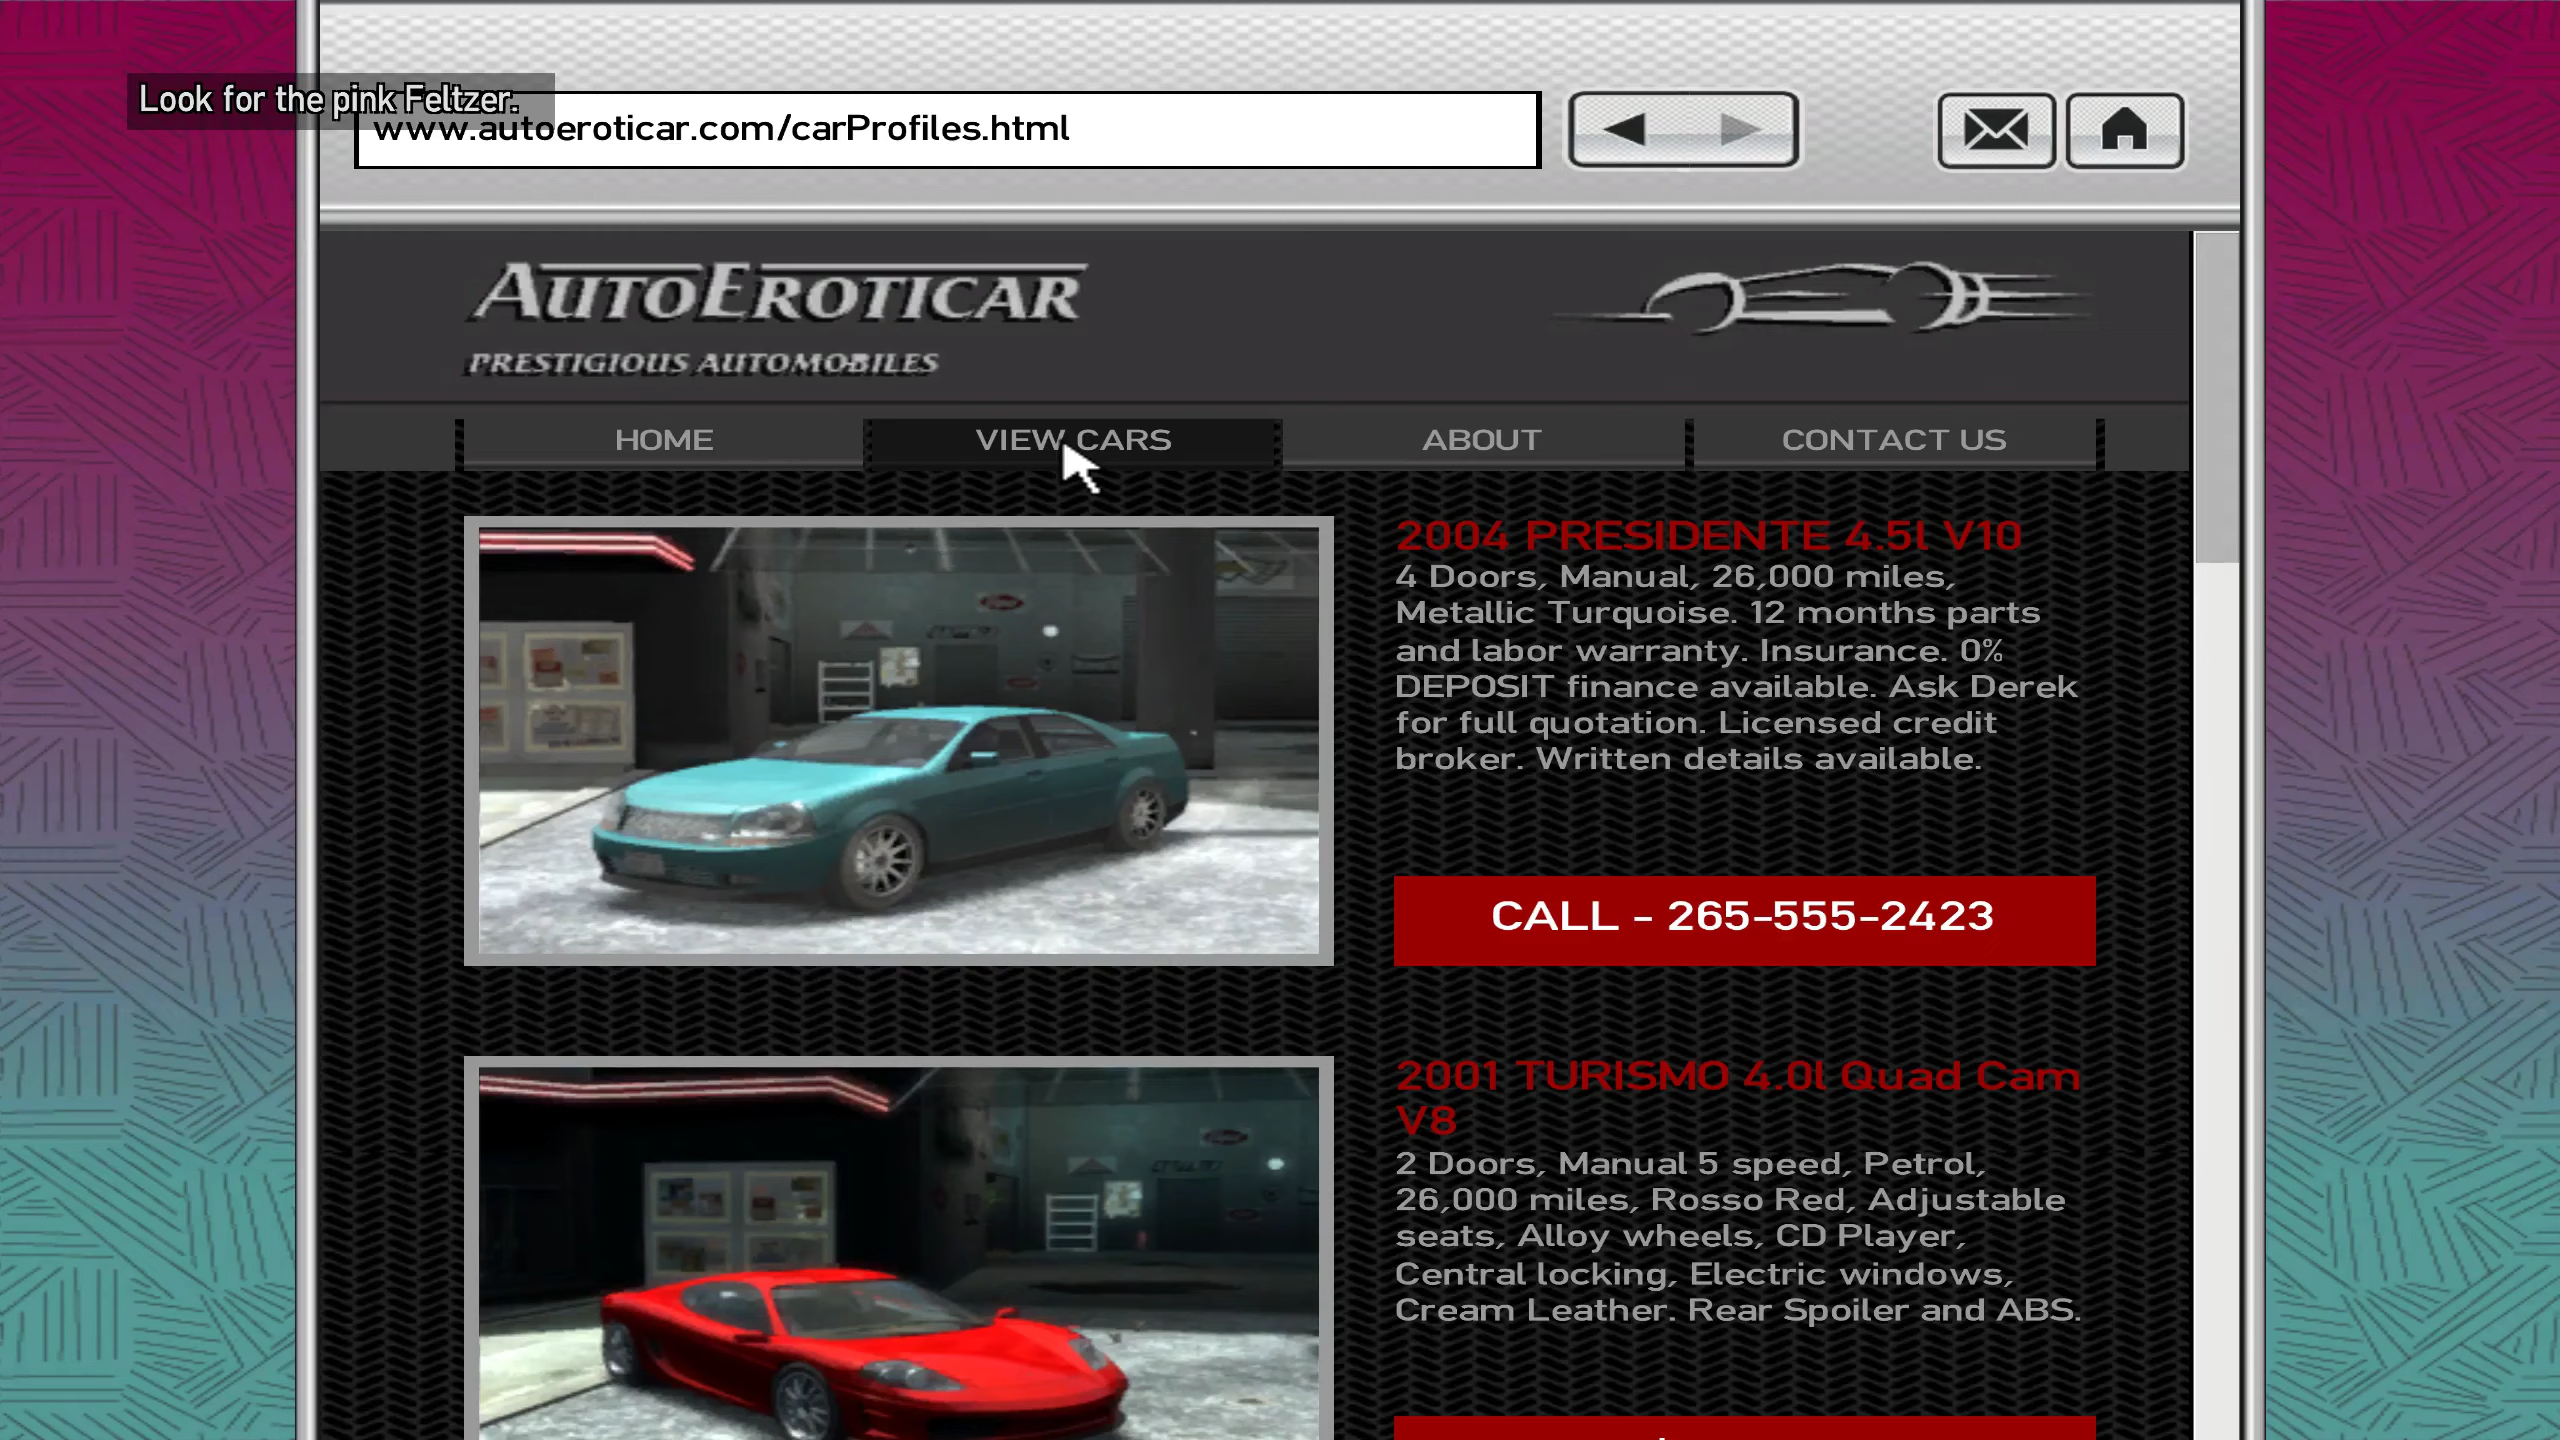 Look for the pink Feltzer.
www.autoeroticar.com/carProfiles.html
AUTOEROTICAR
PRESTIGIOUS AUTOMOBILES
HOME
VIEW CARS
ABOUT
CONTACT US
2004 PRESIDENTE 4.5l V10
4 Doors, Manual, 26,000 miles,
Metallic Turquoise. 12 months parts
and labor warranty. Insurance. 0%
DEPOSIT finance available. Ask Derek
for full quotation. Licensed credit
broker. Written details available.
CALL - 265-555-2423
2001 TURISMO 4.0l Quad Cam
V8
2 Doors, Manual 5 speed, Petrol,
26,000 miles, Rosso Red, Adjustable
seats, Alloy wheels, CD Player,
Central locking, Electric windows,
Cream Leather. Rear Spoiler and ABS.